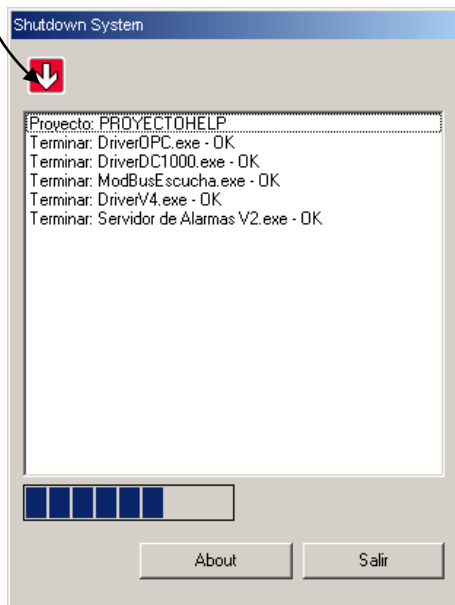 Shutdown System
Proyecto: PROYECTOHELP
Terminar: DriverOPC.exe - OK
Terminar: DriverDC1000.exe - OK
Terminar: ModBusEscucha.exe - OK
Terminar: DriverV4.exe - OK
Terminar: Servidor de Alarmas V2.exe - OK
About
Salir